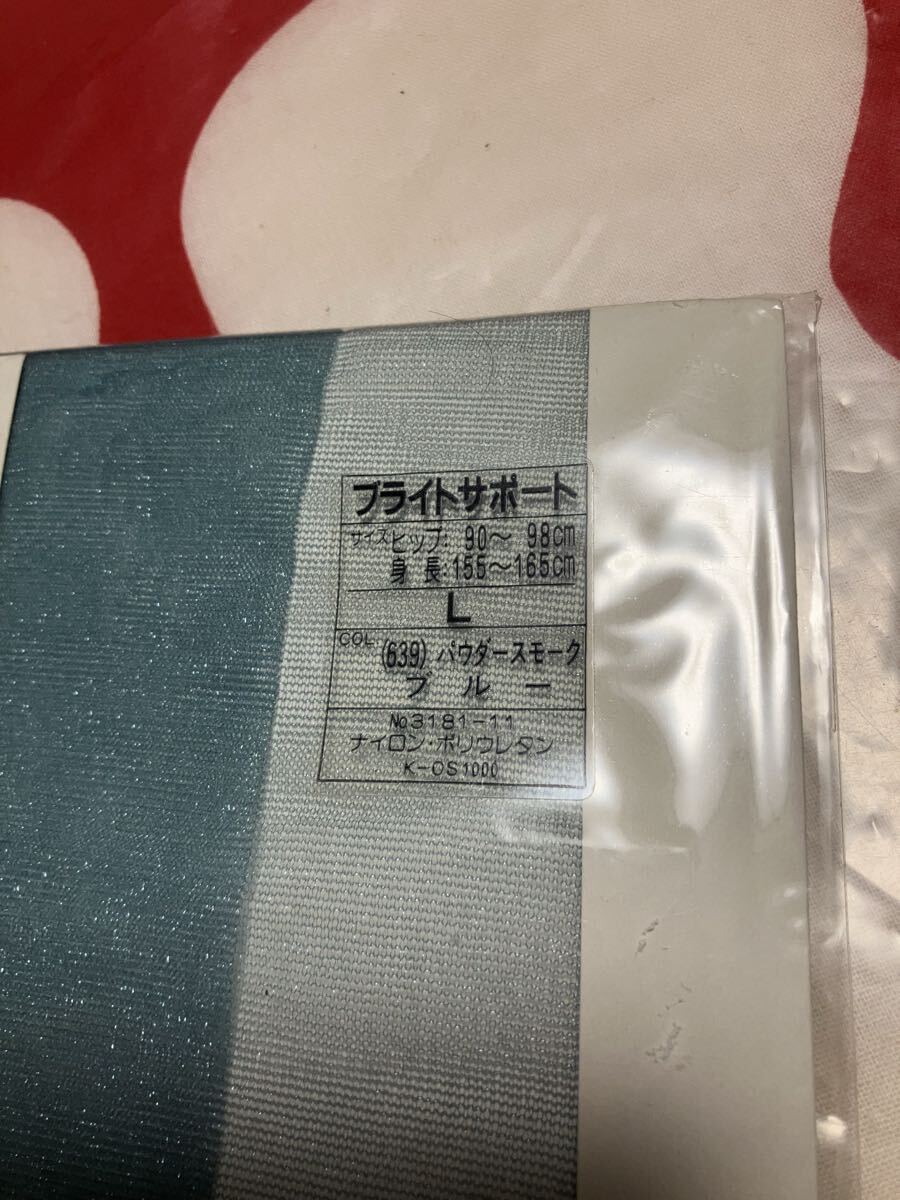 ブライトサポート
サイズ ヒップ: 90～ 98cm
身 長:155～165cm
L
COL (639) パウダースモーク
ブルー
No3181-11
ナイロン・ポリウレタン
K-OS1000